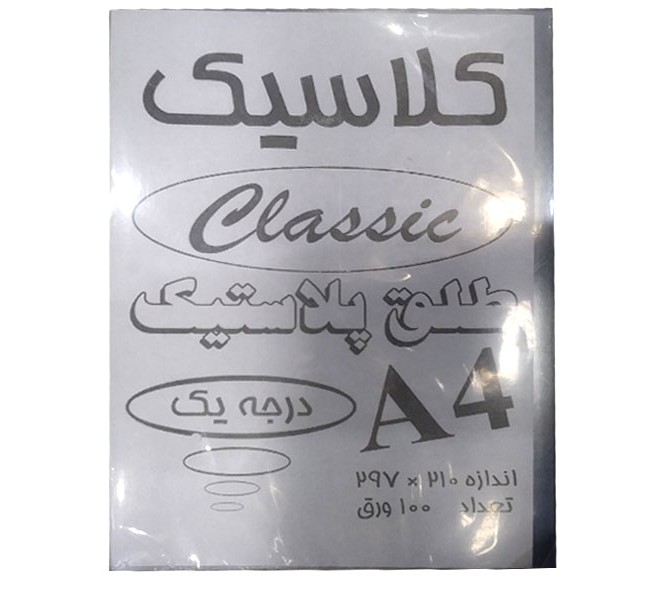 کلاسیک
Classic
طلق پلاستیک
A4
درجه یک
اندازه ۲۱۰ × ۲۹۷
تعداد ۱۰۰ ورق